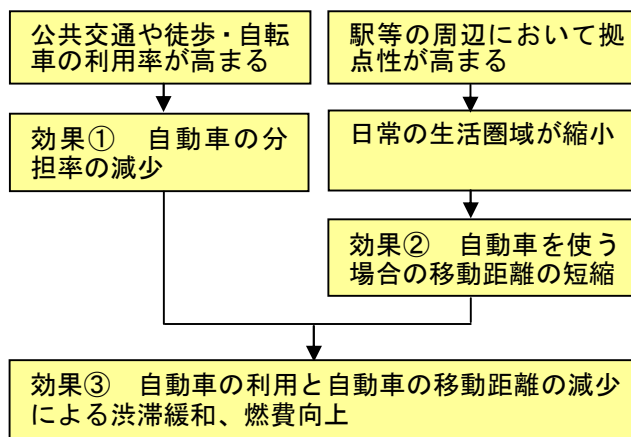 公共交通や徒歩・自転
車の利用率が高まる
駅等の周辺において拠
点性が高まる
効果①　自動車の分
担率の減少
日常の生活圏域が縮小
効果②　自動車を使う
場合の移動距離の短縮
効果③　自動車の利用と自動車の移動距離の減少
による渋滞緩和、燃費向上